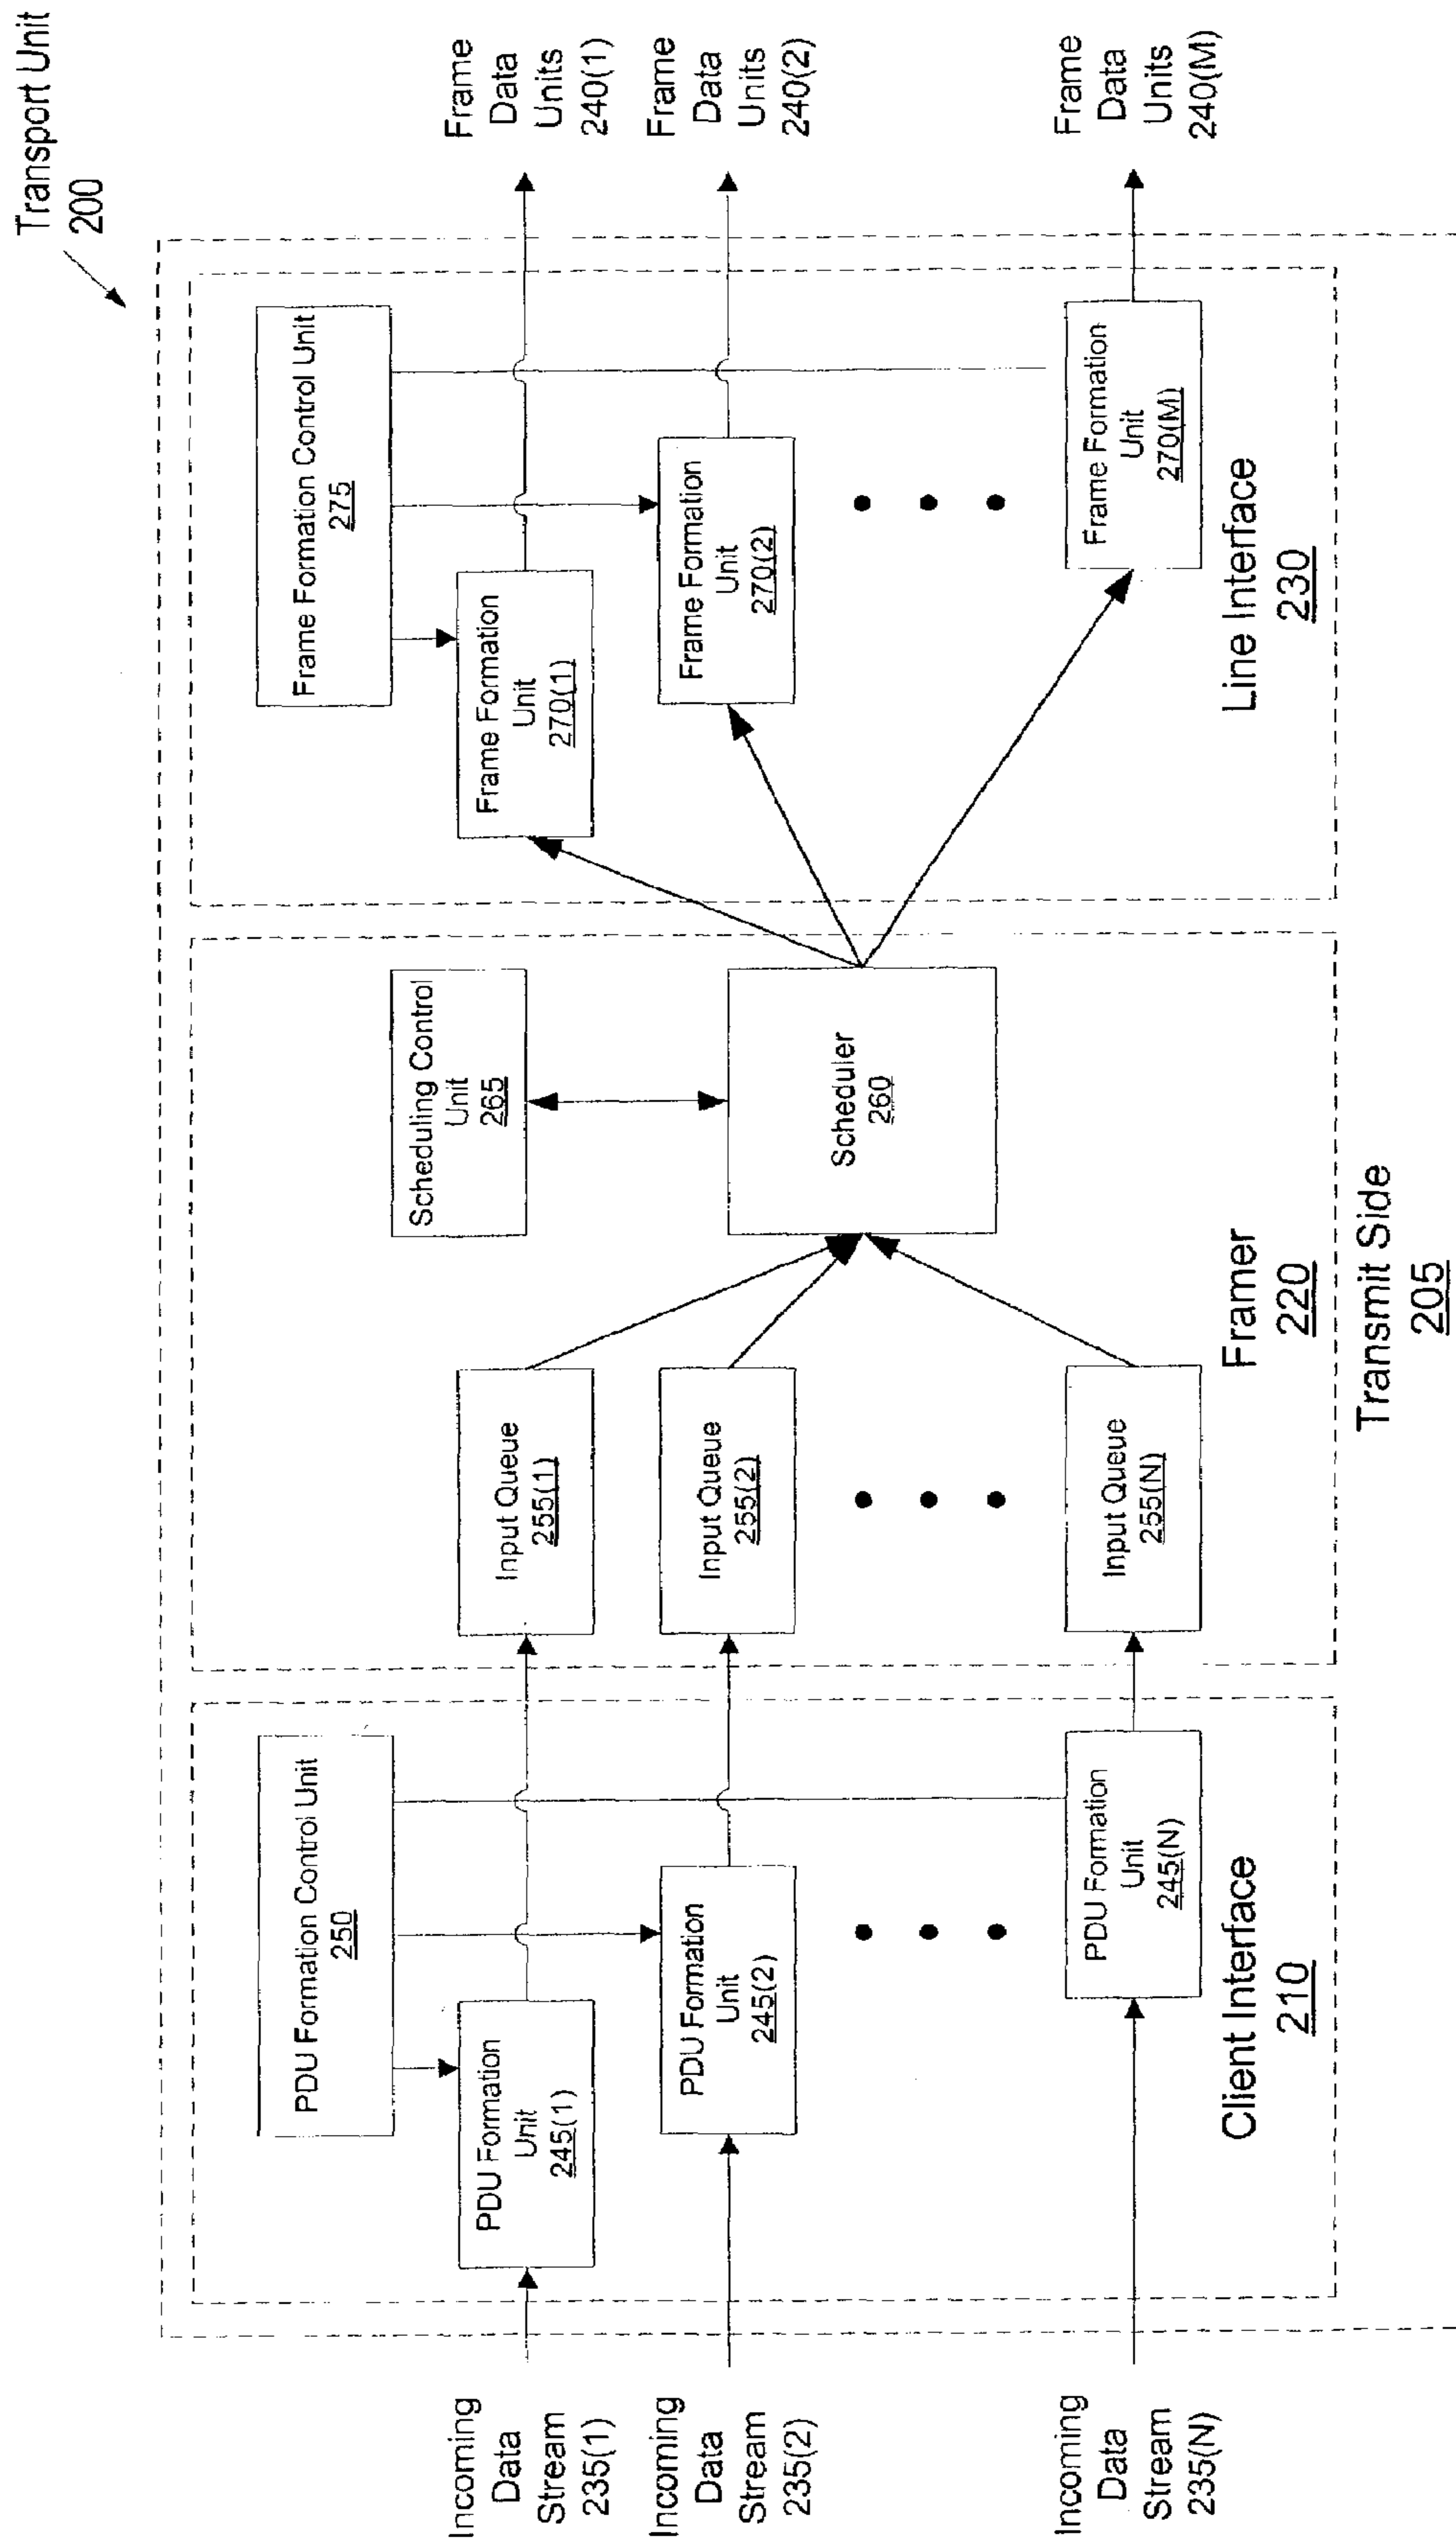 Transport Unit
200
PDU Formation Control Unit
250
PDU Formation
Unit
245(1)
PDU Formation
Unit
245(2)
PDU Formation
Unit
245(N)
Client Interface
210
Incoming
Data
Stream
235(1)
Incoming
Data
Stream
235(2)
Incoming
Data
Stream
235(N)
Input Queue
255(1)
Input Queue
255(2)
Input Queue
255(N)
Scheduling Control
Unit
265
Scheduler
260
Framer
220
Transmit Side
205
Frame Formation Control Unit
275
Frame Formation
Unit
270(1)
Frame Formation
Unit
270(2)
Frame Formation
Unit
270(M)
Line Interface
230
Frame
Data
Units
240(1)
Frame
Data
Units
240(2)
Frame
Data
Units
240(M)